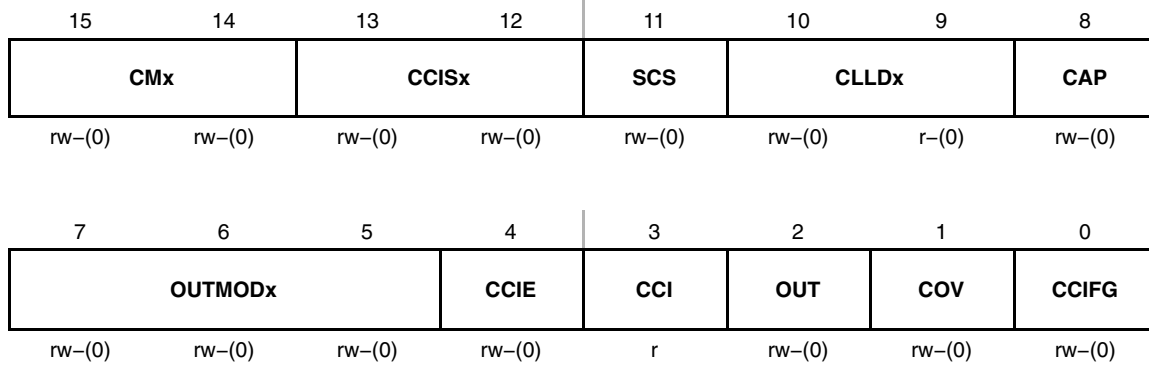 15 14 13 12 11 10 9 8
CMx CCISx SCS CLLDx CAP
rw−(0) rw−(0) rw−(0) rw−(0) rw−(0) rw−(0) r−(0) rw−(0)
7 6 5 4 3 2 1 0
OUTMODx CCIE CCI OUT COV CCIFG
rw−(0) rw−(0) rw−(0) rw−(0) r rw−(0) rw−(0) rw−(0)